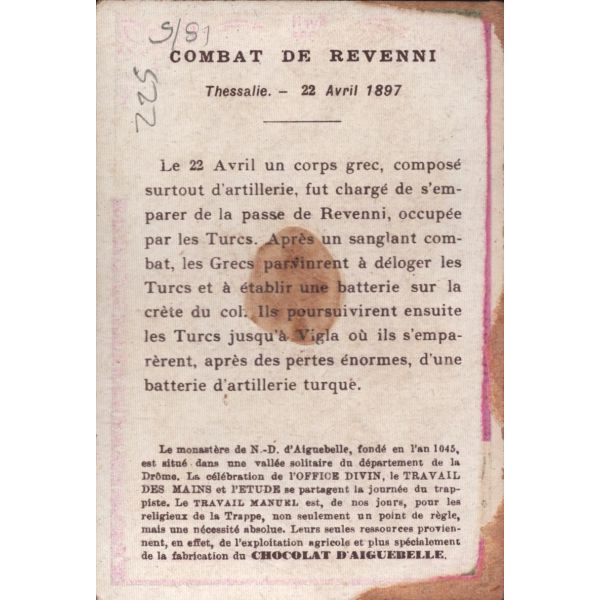 S/81
225
COMBAT DE REVENNI
Thessalie. - 22 Avril 1897
Le 22 Avril un corps grec, composé
surtout d'artillerie, fut chargé de s'em-
parer de la passe de Revenni, occupée
par les Turcs. Après un sanglant com-
bat, les Grecs parvinrent à déloger les
Turcs et à établir une batterie sur la
crête du col. Ils poursuivirent ensuite
les Turcs jusqu'à Vigla où ils s'empa-
rèrent, après des pertes énormes, d'une
batterie d'artillerie turque.
Le monastère de N.-D. d'Aiguebelle, fondé en l'an 1045,
est situé dans une vallée solitaire du département de la
Drôme. La célébration de l'OFFICE DIVIN, le TRAVAIL
DES MAINS et l'ETUDE se partagent la journée du trap-
piste. Le TRAVAIL MANUEL est, de nos jours, pour les
religieux de la Trappe, non seulement un point de règle,
mais une nécessité absolue. Leurs seules ressources provien-
nent, en effet, de l'exploitation agricole et plus spécialement
de la fabrication du CHOCOLAT D'AIGUEBELLE.